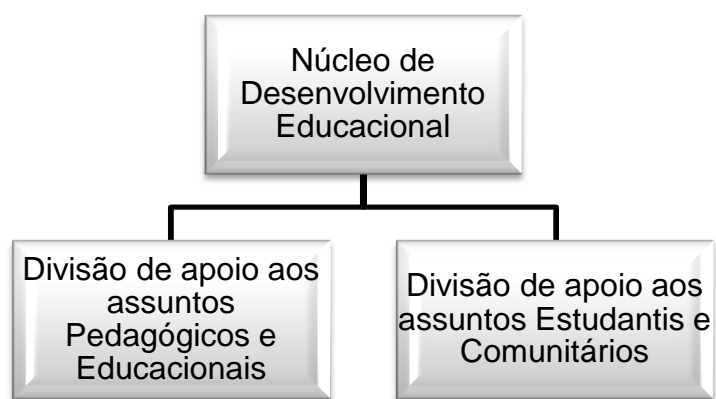 Núcleo de
Desenvolvimento
Educacional
Divisão de apoio aos
assuntos
Pedagógicos e
Educacionais
Divisão de apoio aos
assuntos Estudantis e
Comunitários